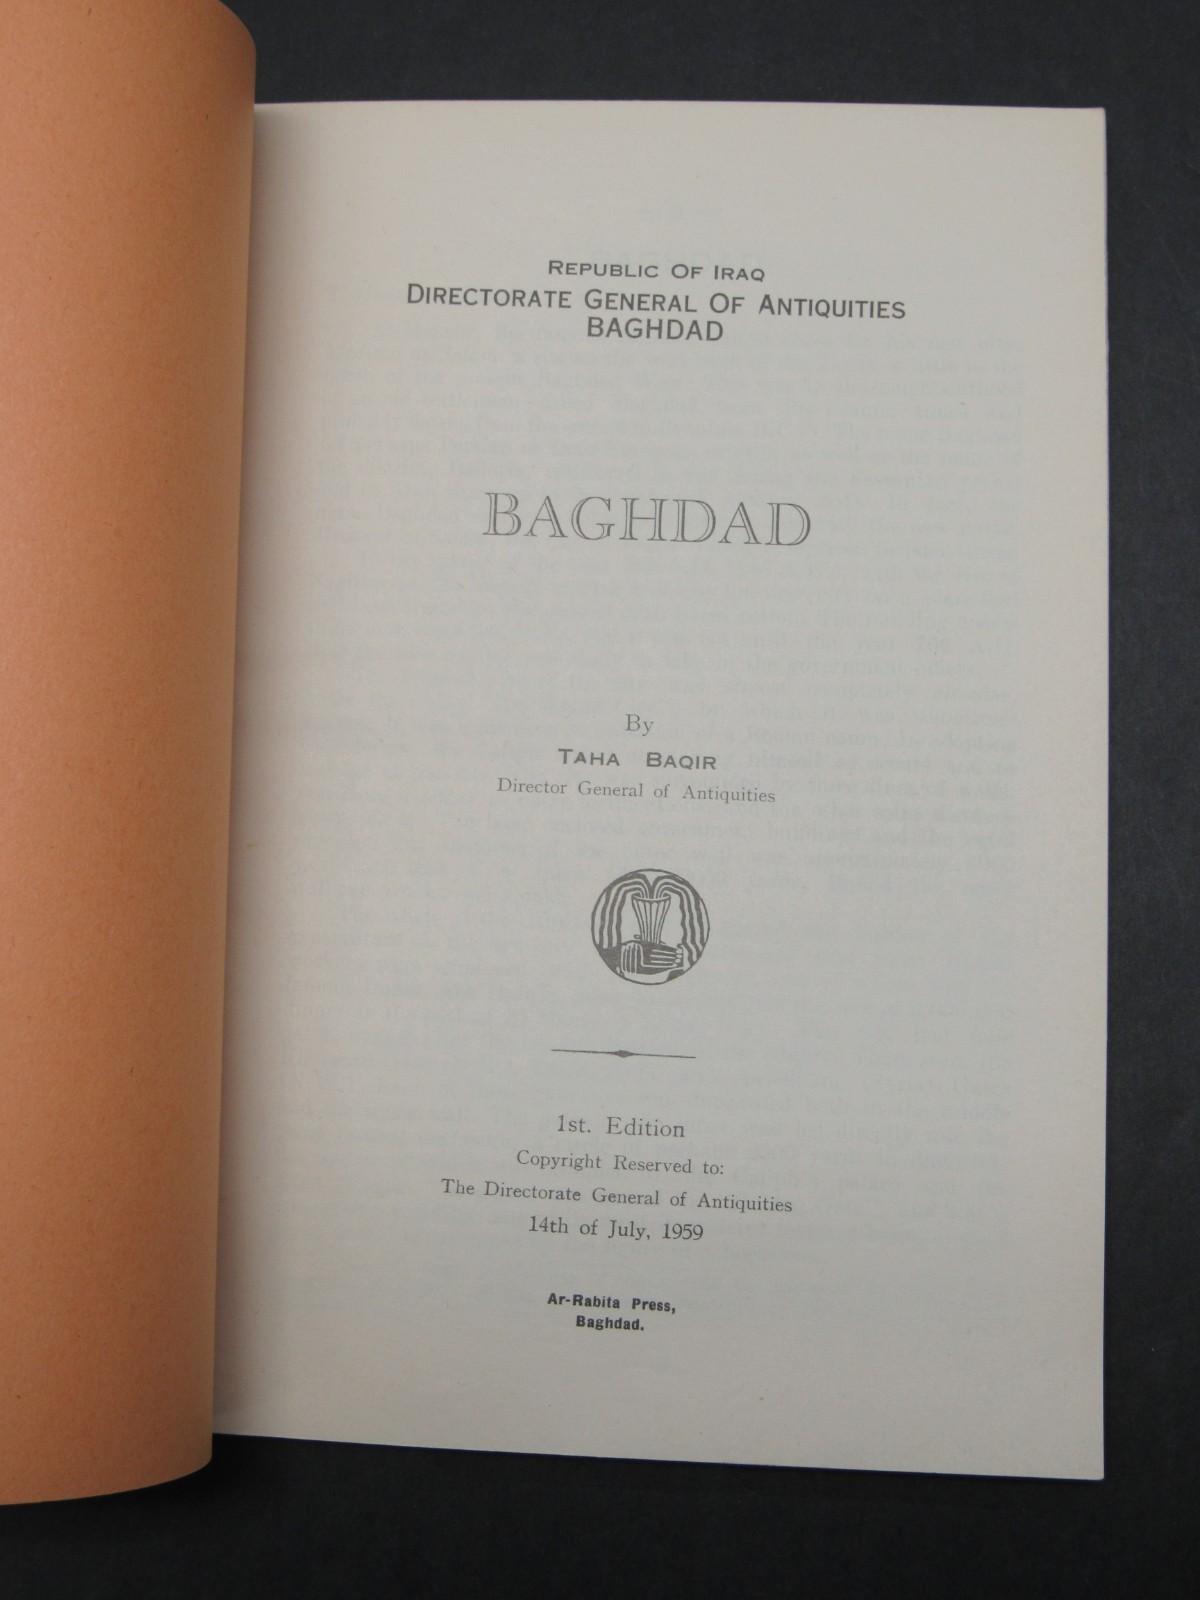 REPUBLIC OF IRAQ
DIRECTORATE GENERAL OF ANTIQUITIES
BAGHDAD
BAGHDAD
By
TAHA BAQIR
Director General of Antiquities
1st. Edition
Copyright Reserved to:
The Directorate General of Antiquities
14th of July, 1959
Ar-Rabita Press,
Baghdad.